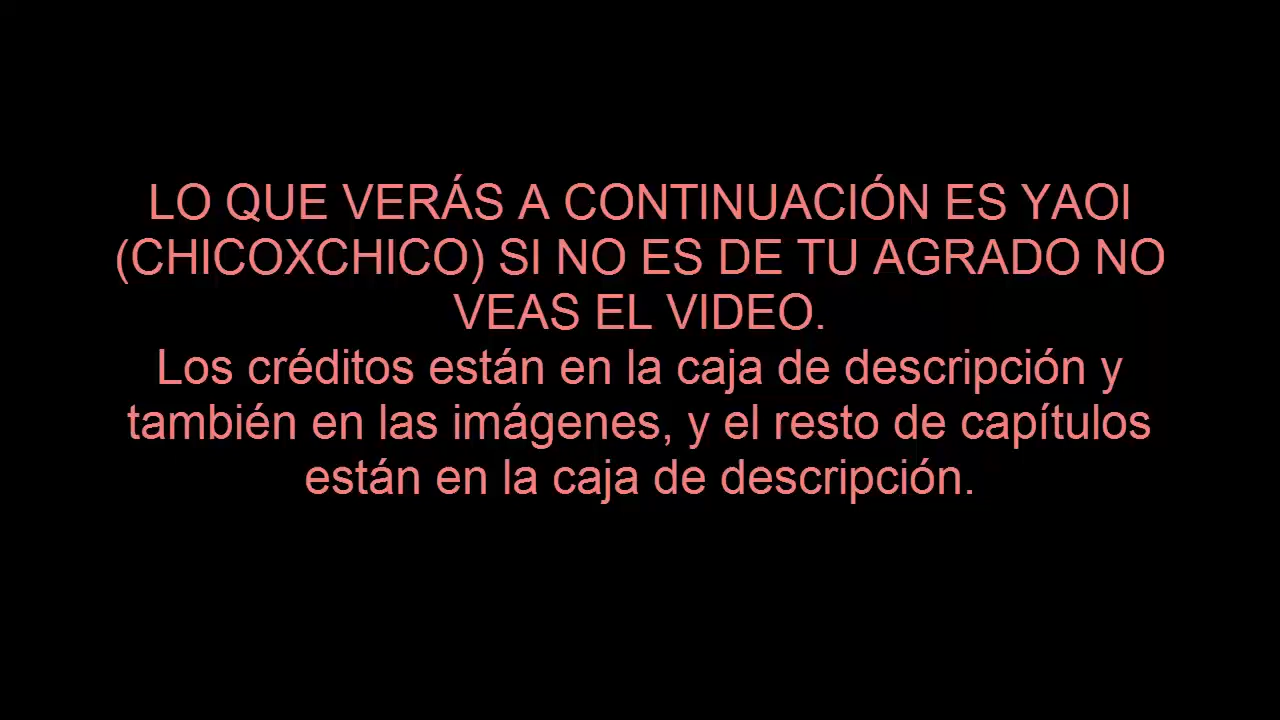 LO QUE VERÁS A CONTINUACIÓN ES YAOI
(CHICOXCHICO) SI NO ES DE TU AGRADO NO
VEAS EL VIDEO.
Los créditos están en la caja de descripción y
también en las imágenes, y el resto de capítulos
están en la caja de descripción.